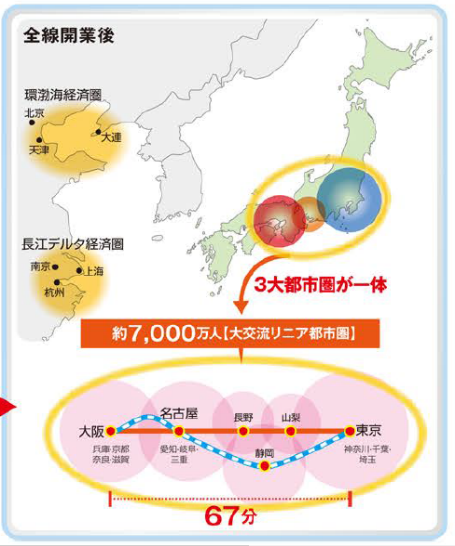 全線開業後
環渤海経済圏
北京
天津
大連
長江デルタ経済圏
南京
上海
杭州
3大都市圏が一体
約7,000万人【大交流リニア都市圏】
大阪
兵庫・京都
奈良・滋賀
名古屋
愛知・岐阜・
三重
長野
山梨
静岡
東京
神奈川・千葉・
埼玉
67分